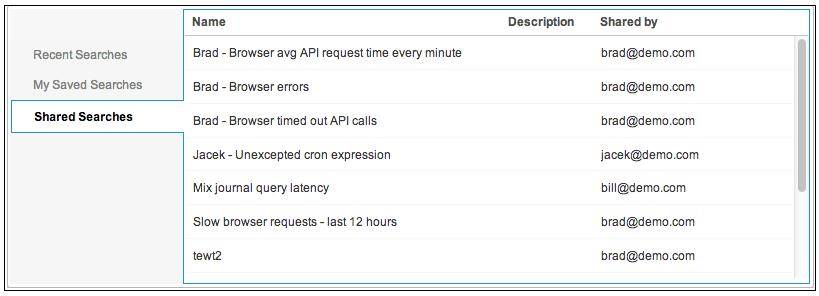 Recent Searches
My Saved Searches
Shared Searches
Name Description Shared by
Brad - Browser avg API request time every minute brad@demo.com
Brad - Browser errors brad@demo.com
Brad - Browser timed out API calls brad@demo.com
Jacek - Unexcepted cron expression jacek@demo.com
Mix journal query latency bill@demo.com
Slow browser requests - last 12 hours brad@demo.com
tewt2 brad@demo.com